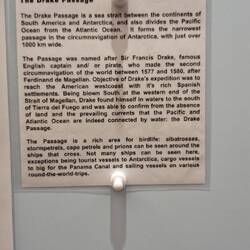 The Drake Passage
The Drake Passage is a sea strait between the continents of
South America and Antarctica, and also divides the Pacific
Ocean from the Atlantic Ocean. It forms the narrowest
passage in the circumnavigation of Antarctica, with just over
1000 km wide.
The Passage was named after Sir Francis Drake, famous
English captain and/ or pirate, who made the second
circumnavigation of the world between 1577 and 1580, after
Ferdinand de Magellan. Objective of Drake's expedition was to
reach the American westcoast with it's rich Spanish
settlements. Being blown South at the western end of the
Strait of Magellan, Drake found himself in waters to the south
of Tierra del Fuego and was able to confirm from the absence
of land and the prevailing currents that the Pacific and
Atlantic Ocean are indeed connected by water: the Drake
Passage.
The Passage is a rich area for birdlife: albatrosses,
stormpetrels, cape petrels and prions can be seen around the
ships that cross. Not many ships can be seen here,
exceptions being tourist vessels to Antarctica, cargo vessels
to big for the Panama Canal and sailing vessels on various
round-the-world-trips.